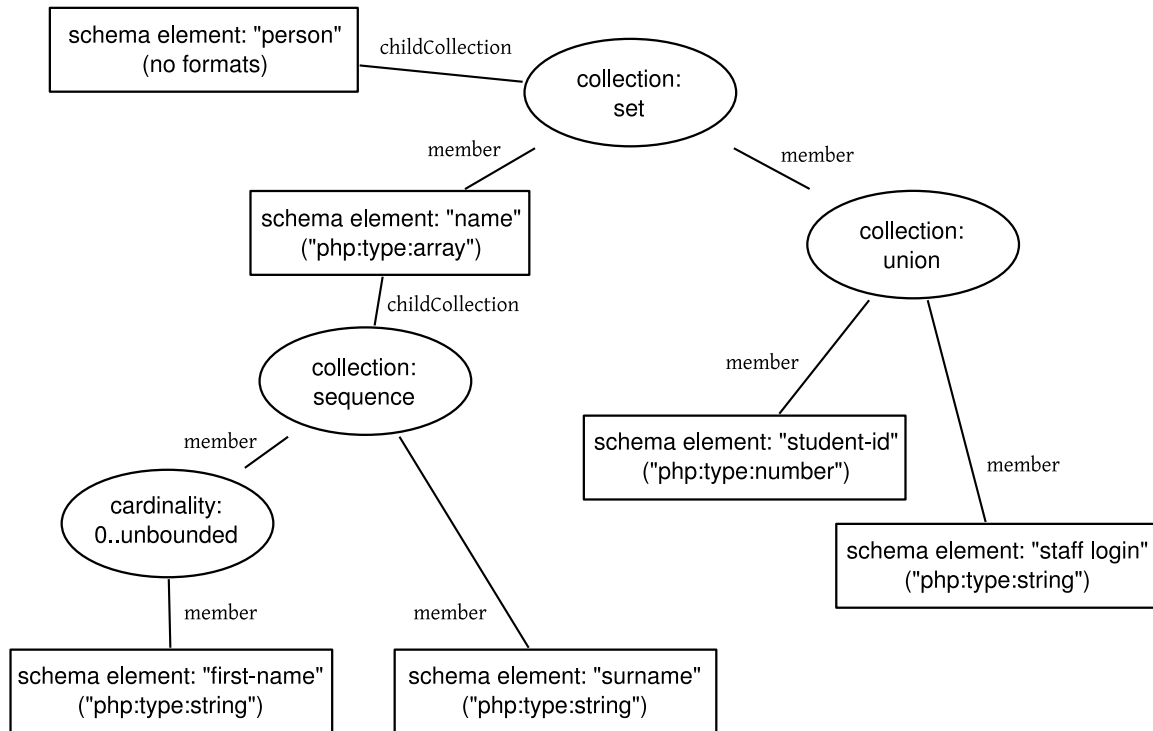 schema element: "person"
(no formats)
childCollection
collection:
set
member
member
schema element: "name"
("php:type:array")
collection:
union
childCollection
collection:
sequence
member
member
schema element: "student-id"
("php:type:number")
member
member
cardinality:
0..unbounded
schema element: "staff login"
("php:type:string")
member
member
schema element: "first-name"
("php:type:string")
schema element: "surname"
("php:type:string")